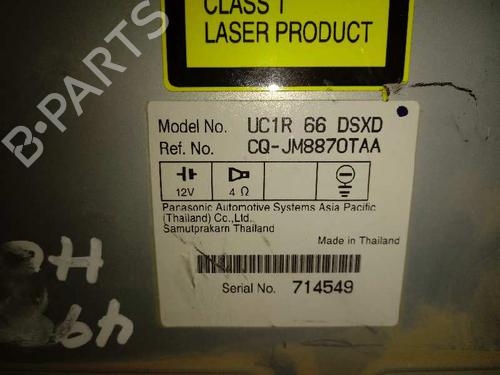 CLASS 1
LASER PRODUCT
B-PARTS
Model No. UC1R 66 DSXD
Ref. No. CQ-JM8870TAA
12V 4 Ω
Panasonic Automotive Systems Asia Pacific
(Thailand) Co.,Ltd.
Samutprakarn Thailand
Made in Thailand
Serial No. 714549